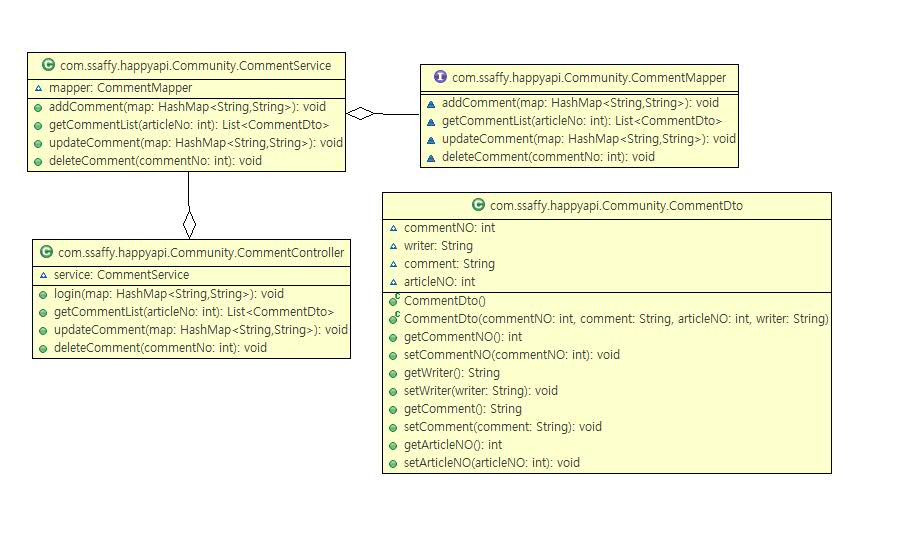 com.ssaffy.happyapi.Community.CommentService
mapper: CommentMapper
addComment(map: HashMap<String,String>): void
getCommentList(articleNo: int): List<CommentDto>
updateComment(map: HashMap<String,String>): void
deleteComment(commentNo: int): void
com.ssaffy.happyapi.Community.CommentMapper
addComment(map: HashMap<String,String>): void
getCommentList(articleNo: int): List<CommentDto>
updateComment(map: HashMap<String,String>): void
deleteComment(commentNo: int): void
com.ssaffy.happyapi.Community.CommentController
service: CommentService
login(map: HashMap<String,String>): void
getCommentList(articleNo: int): List<CommentDto>
updateComment(map: HashMap<String,String>): void
deleteComment(commentNo: int): void
com.ssaffy.happyapi.Community.CommentDto
commentNO: int
writer: String
comment: String
articleNO: int
CommentDto()
CommentDto(commentNO: int, comment: String, articleNO: int, writer: String)
getCommentNO(): int
setCommentNO(commentNO: int): void
getWriter(): String
setWriter(writer: String): void
getComment(): String
setComment(comment: String): void
getArticleNO(): int
setArticleNO(articleNO: int): void